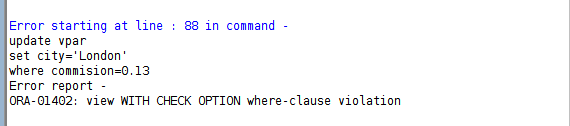 Error starting at line : 88 in command -
update vpar
set city='London'
where commision=0.13
Error report -
ORA-01402: view WITH CHECK OPTION where-clause violation